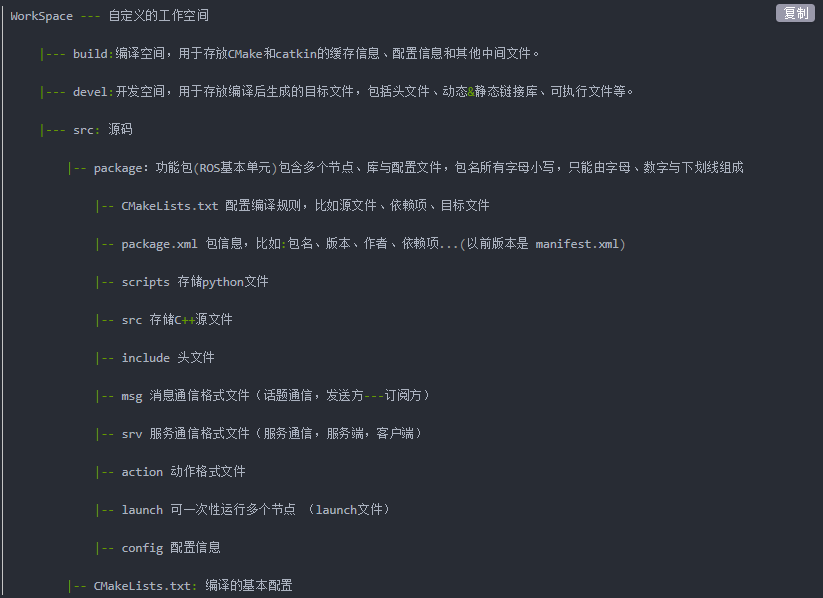 复制
WorkSpace --- 自定义的工作空间
|--- build:编译空间，用于存放CMake和catkin的缓存信息、配置信息和其他中间文件。
|--- devel:开发空间，用于存放编译后生成的目标文件，包括头文件、动态&静态链接库、可执行文件等。
|--- src: 源码
|-- package：功能包(ROS基本单元)包含多个节点、库与配置文件，包名所有字母小写，只能由字母、数字与下划线组成
|-- CMakeLists.txt 配置编译规则，比如源文件、依赖项、目标文件
|-- package.xml 包信息，比如:包名、版本、作者、依赖项...(以前版本是 manifest.xml)
|-- scripts 存储python文件
|-- src 存储C++源文件
|-- include 头文件
|-- msg 消息通信格式文件（话题通信，发送方---订阅方）
|-- srv 服务通信格式文件（服务通信，服务端，客户端）
|-- action 动作格式文件
|-- launch 可一次性运行多个节点 （launch文件）
|-- config 配置信息
|-- CMakeLists.txt: 编译的基本配置